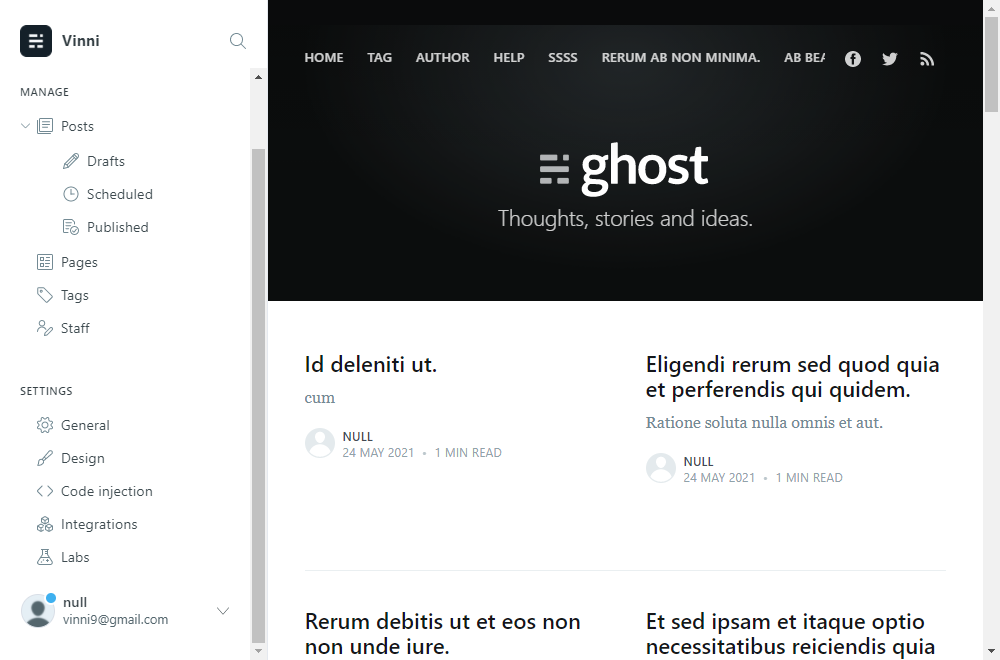 Vinni
MANAGE
Posts
Drafts
Scheduled
Published
Pages
Tags
Staff
SETTINGS
General
Design
Code injection
Integrations
Labs
null
vinni9@gmail.com
HOME TAG AUTHOR HELP SSSS RERUM AB NON MINIMA. AB BEA
ghost
Thoughts, stories and ideas.
Id deleniti ut.
cum
NULL
24 MAY 2021 • 1 MIN READ
Eligendi rerum sed quod quia
et perferendis qui quidem.
Ratione soluta nulla omnis et aut.
NULL
24 MAY 2021 • 1 MIN READ
Rerum debitis ut et eos non
non unde iure.
Et sed ipsam et itaque optio
necessitatibus reiciendis quia